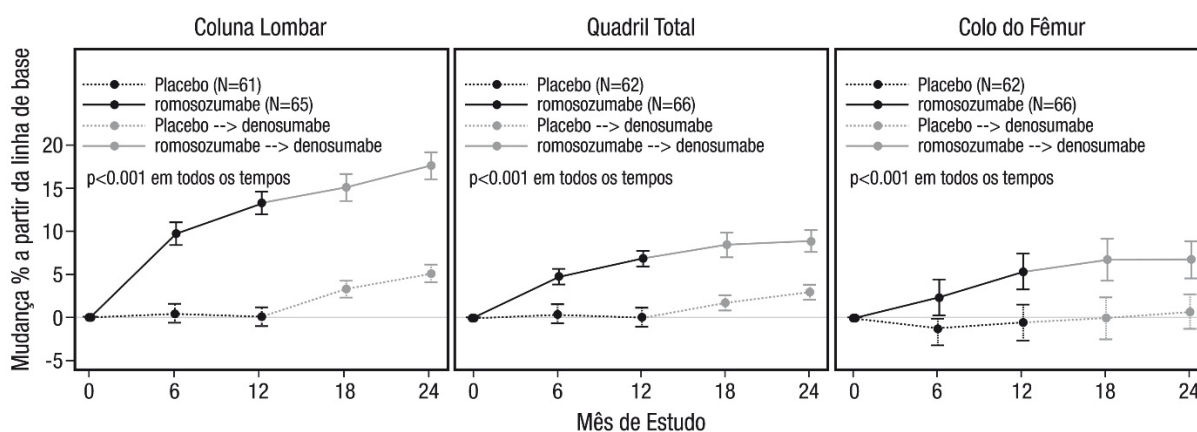 Coluna Lombar
Placebo (N=61)
romosozumabe (N=65)
Placebo --> denosumabe
romosozumabe --> denosumabe
p<0.001 em todos os tempos
Quadril Total
Placebo (N=62)
romosozumabe (N=66)
Placebo --> denosumabe
romosozumabe --> denosumabe
p<0.001 em todos os tempos
Colo do Fêmur
Placebo (N=62)
romosozumabe (N=66)
Placebo --> denosumabe
romosozumabe --> denosumabe
p<0.001 em todos os tempos
Mudança % a partir da linha de base
20
15
10
5
0
-5
0 6 12 18 24
0 6 12 18 24
0 6 12 18 24
Mês de Estudo